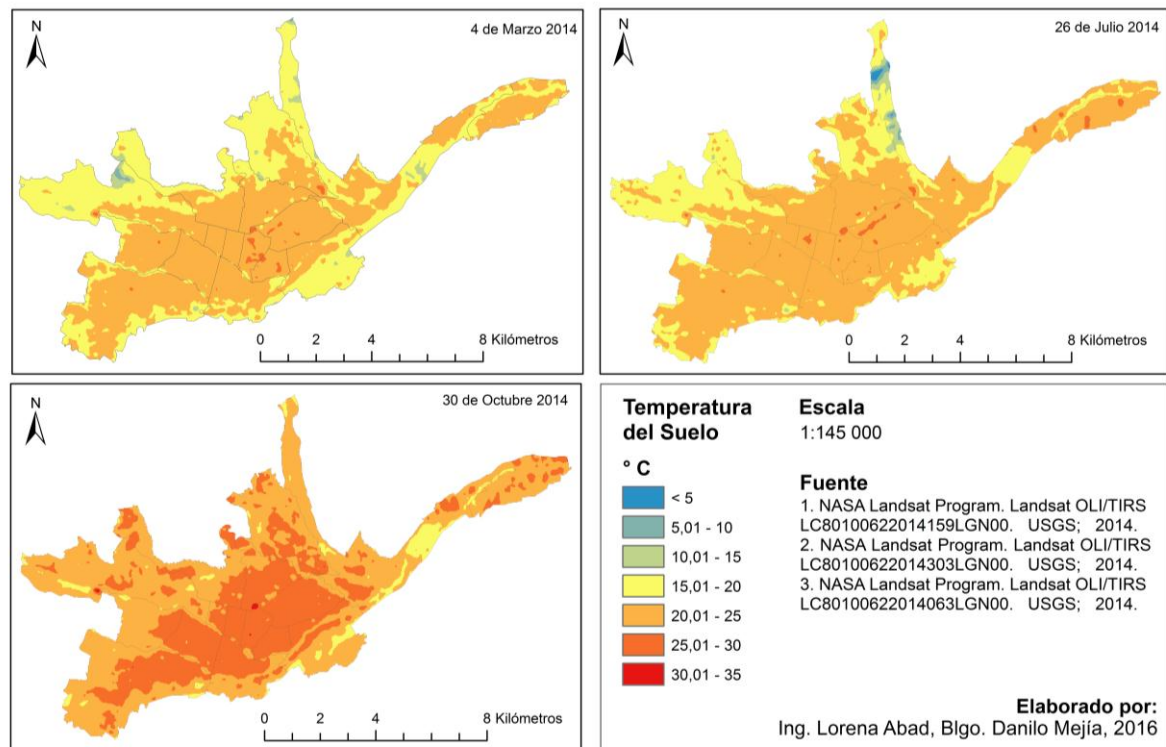 N
4 de Marzo 2014
0 2 4 8 Kilómetros
N
26 de Julio 2014
0 2 4 8 Kilómetros
N
30 de Octubre 2014
0 2 4 8 Kilómetros
Temperatura
del Suelo
° C
< 5
5,01 - 10
10,01 - 15
15,01 - 20
20,01 - 25
25,01 - 30
30,01 - 35
Escala
1:145 000
Fuente
1. NASA Landsat Program. Landsat OLI/TIRS
LC80100622014159LGN00. USGS; 2014.
2. NASA Landsat Program. Landsat OLI/TIRS
LC80100622014303LGN00. USGS; 2014.
3. NASA Landsat Program. Landsat OLI/TIRS
LC80100622014063LGN00. USGS; 2014.
Elaborado por:
Ing. Lorena Abad, Blgo. Danilo Mejía, 2016